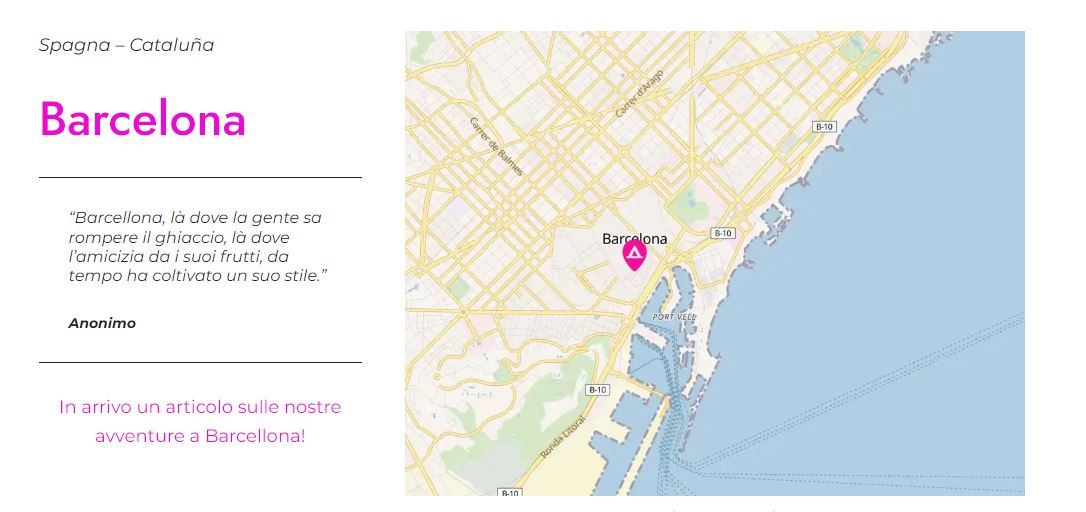 Spagna – Cataluña
Barcelona
“Barcellona, là dove la gente sa
rompere il ghiaccio, là dove
l’amicizia da i suoi frutti, da
tempo ha coltivato un suo stile.”
Anonimo
In arrivo un articolo sulle nostre
avventure a Barcellona!
Carrer d'Aragó
Carrer de Balmes
B-10
B-10
Barcelona
PORT VELL
B-10
Ronda Litoral
B-10